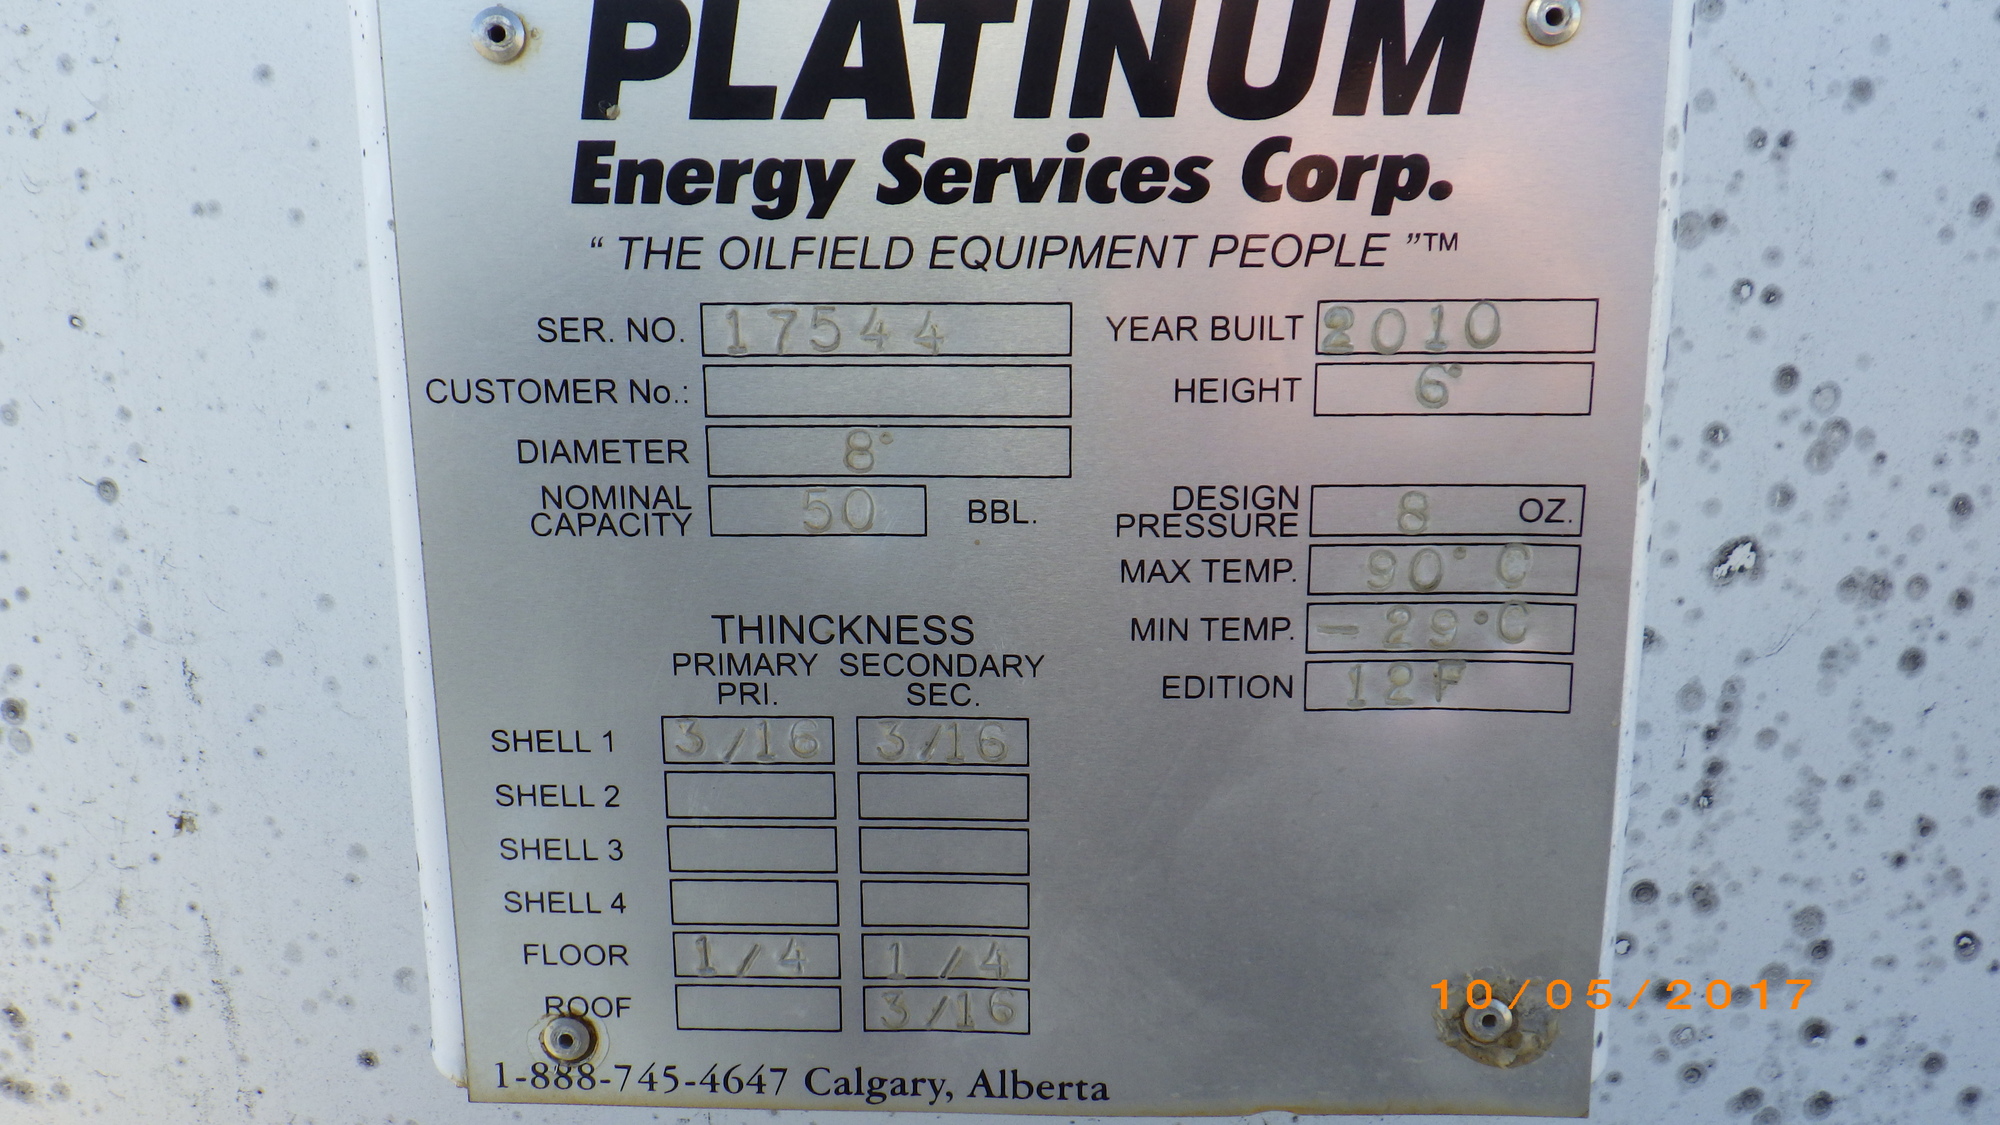 PLATINUM
Energy Services Corp.
“ THE OILFIELD EQUIPMENT PEOPLE ”™
SER. NO. 17544 YEAR BUILT 2010
CUSTOMER No.: HEIGHT 6°
DIAMETER 8°
NOMINAL CAPACITY 50 BBL. DESIGN PRESSURE 8 OZ.
MAX TEMP. 90° C
MIN TEMP. -29°C
EDITION 12F
THINCKNESS
PRIMARY SECONDARY
PRI. SEC.
SHELL 1 3/16 3/16
SHELL 2
SHELL 3
SHELL 4
FLOOR 1/4 1/4
ROOF 3/16
1-888-745-4647 Calgary, Alberta
10/05/2017